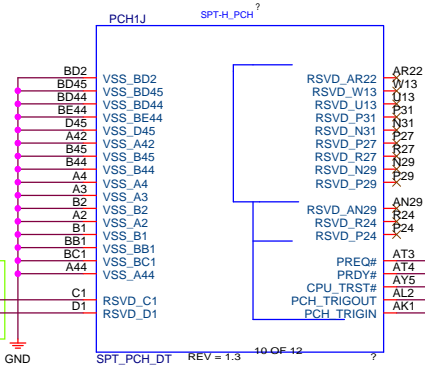 ?
PCH1J SPT-H_PCH
BD2 VSS_BD2 RSVD_AR22 AR22
BD45 VSS_BD45 RSVD_W13 W13
BD44 VSS_BD44 RSVD_U13 U13
BE44 VSS_BE44 RSVD_P31 P31
D45 VSS_D45 RSVD_N31 N31
A42 VSS_A42 RSVD_P27 P27
B45 VSS_B45 RSVD_R27 R27
B44 VSS_B44 RSVD_N29 N29
A4 VSS_A4 RSVD_P29 P29
A3 VSS_A3
B2 VSS_B2 RSVD_AN29 AN29
A2 VSS_A2 RSVD_R24 R24
B1 VSS_B1 RSVD_P24 P24
BB1 VSS_BB1
BC1 VSS_BC1 PREQ# AT3
A44 VSS_A44 PRDY# AT4
CPU_TRST# AY5
C1 RSVD_C1 PCH_TRIGOUT AL2
D1 RSVD_D1 PCH_TRIGIN AK1
GND SPT_PCH_DT REV = 1.3 10 OF 12 ?